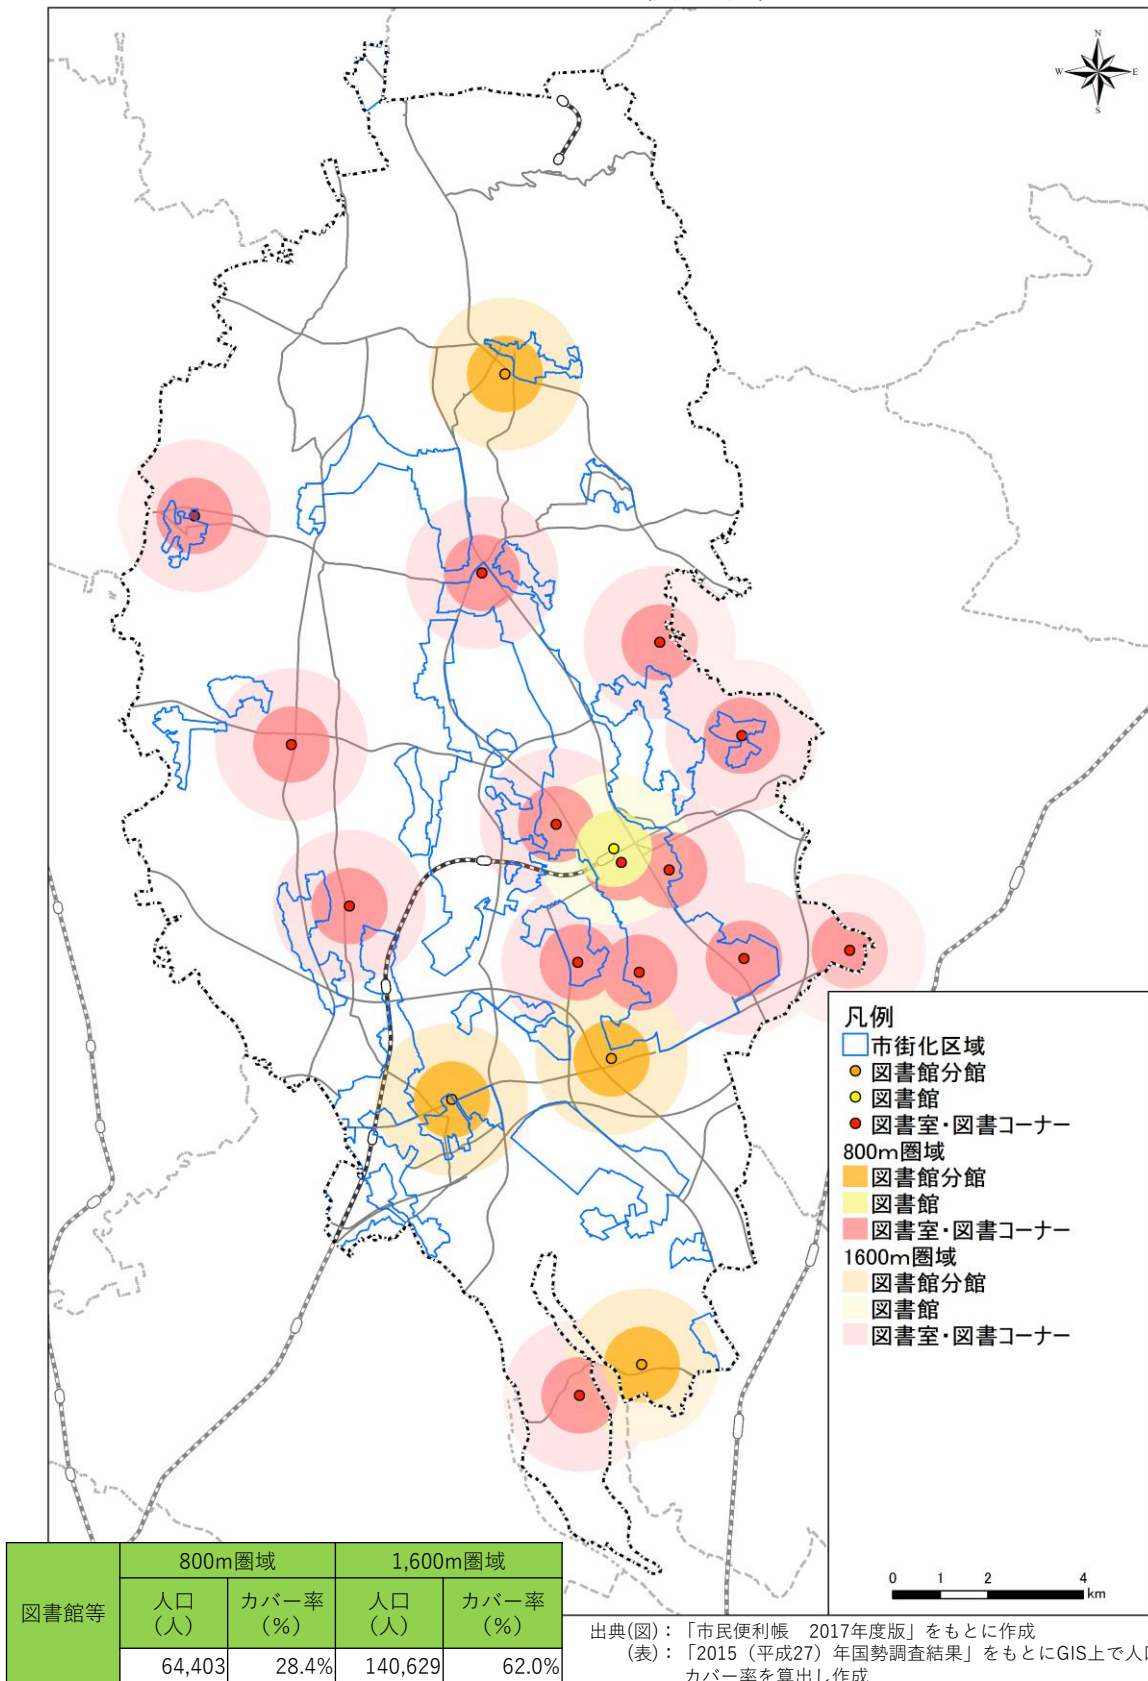 N
W E
S
凡例
市街化区域
図書館分館
図書館
図書室・図書コーナー
800m圏域
図書館分館
図書館
図書室・図書コーナー
1600m圏域
図書館分館
図書館
図書室・図書コーナー
0 1 2 4
km
図書館等
800m圏域 1,600m圏域
人口 カバー率 人口 カバー率
(人) (%) (人) (%)
64,403 28.4% 140,629 62.0%
出典(図)：「市民便利帳　2017年度版」をもとに作成
(表)：「2015（平成27）年国勢調査結果」をもとにGIS上で人口
カバー率を算出し作成